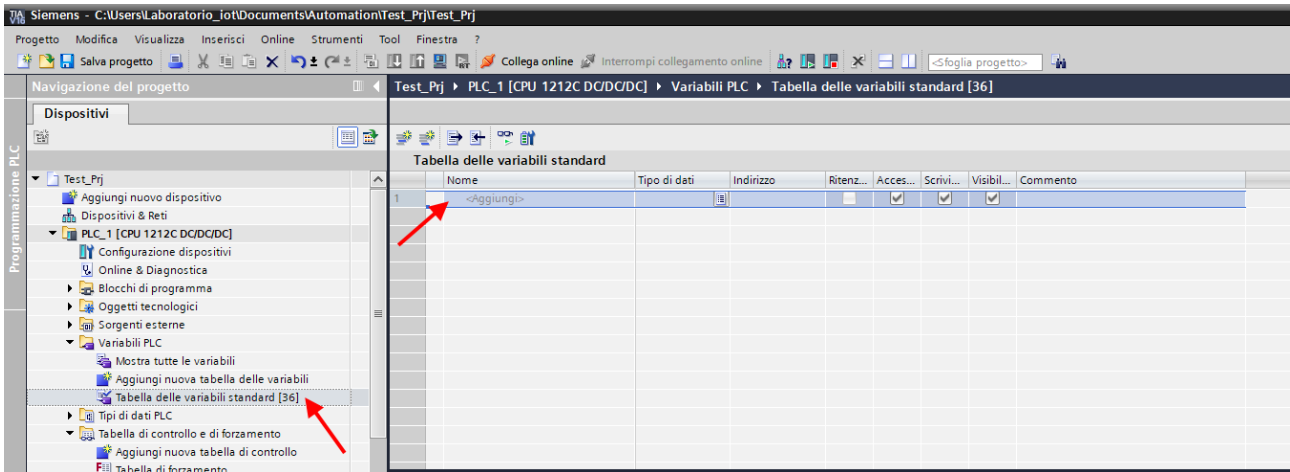 Siemens - C:\Users\Laboratorio_iot\Documents\Automation\Test_Prj\Test_Prj
Progetto Modifica Visualizza Inserisci Online Strumenti Tool Finestra ?
Salva progetto Collega online Interrompi collegamento online <Sfoglia progetto>
Navigazione del progetto
Test_Prj PLC_1 [CPU 1212C DC/DC/DC] Variabili PLC Tabella delle variabili standard [36]
Dispositivi
Programmazione PLC
Tabella delle variabili standard
Nome Tipo di dati Indirizzo Ritenz... Acces... Scrivi... Visibil... Commento
1 <Aggiungi>
Test_Prj
Aggiungi nuovo dispositivo
Dispositivi & Reti
PLC_1 [CPU 1212C DC/DC/DC]
Configurazione dispositivi
Online & Diagnostica
Blocchi di programma
Oggetti tecnologici
Sorgenti esterne
Variabili PLC
Mostra tutte le variabili
Aggiungi nuova tabella delle variabili
Tabella delle variabili standard [36]
Tipi di dati PLC
Tabella di controllo e di forzamento
Aggiungi nuova tabella di controllo
Tabella di forzamento